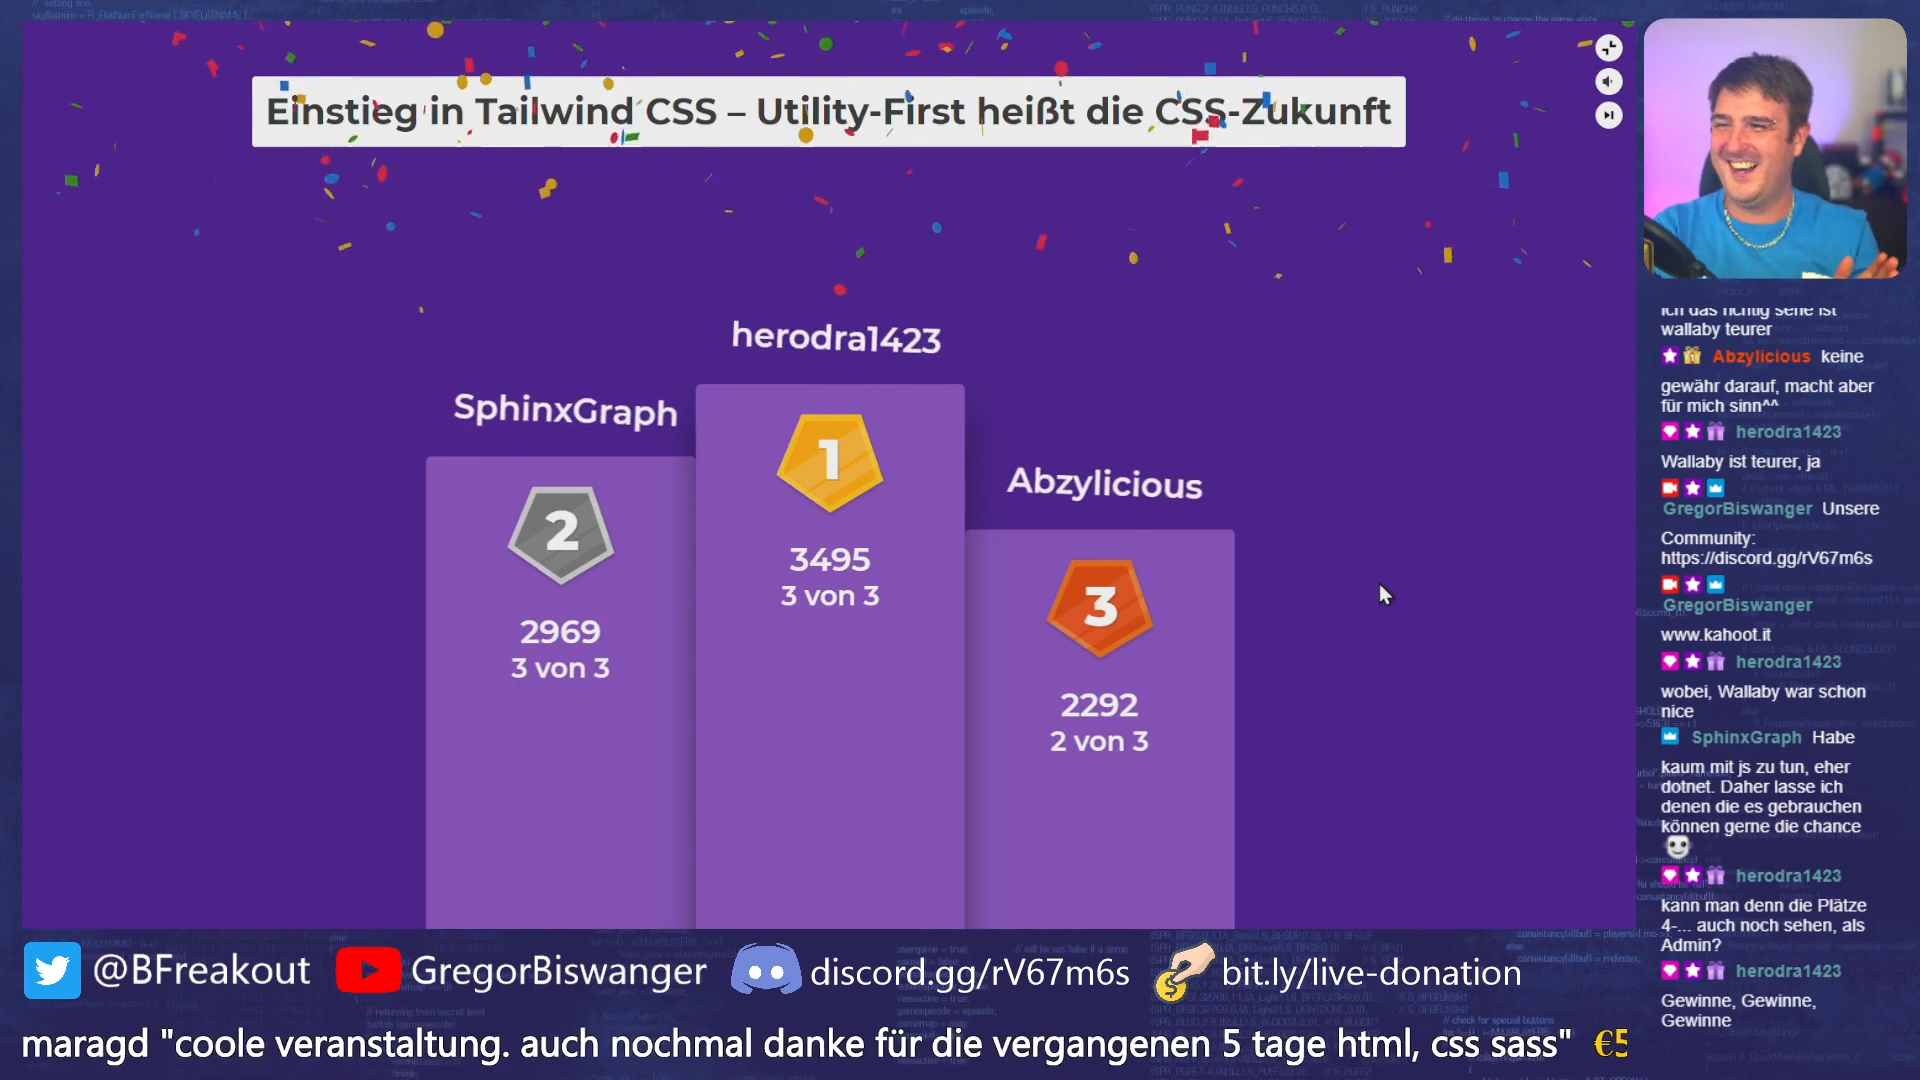 Einstieg in Tailwind CSS – Utility-First heißt die CSS-Zukunft
herodra1423
SphinxGraph
Abzylicious
1
3495
3 von 3
2
2969
3 von 3
3
2292
2 von 3
ich das richtig sehe ist
wallaby teurer
Abzylicious keine
gewähr darauf, macht aber
für mich sinn^^
herodra1423
Wallaby ist teurer, ja
GregorBiswanger Unsere
Community:
https://discord.gg/rV67m6s
GregorBiswanger
www.kahoot.it
herodra1423
wobei, Wallaby war schon
nice
SphinxGraph Habe
kaum mit js zu tun, eher
dotnet. Daher lasse ich
denen die es gebrauchen
können gerne die chance
herodra1423
kann man denn die Plätze
4-... auch noch sehen, als
Admin?
herodra1423
Gewinne, Gewinne,
Gewinne
@BFreakout GregorBiswanger discord.gg/rV67m6s bit.ly/live-donation
maragd "coole veranstaltung. auch nochmal danke für die vergangenen 5 tage html, css sass" €5